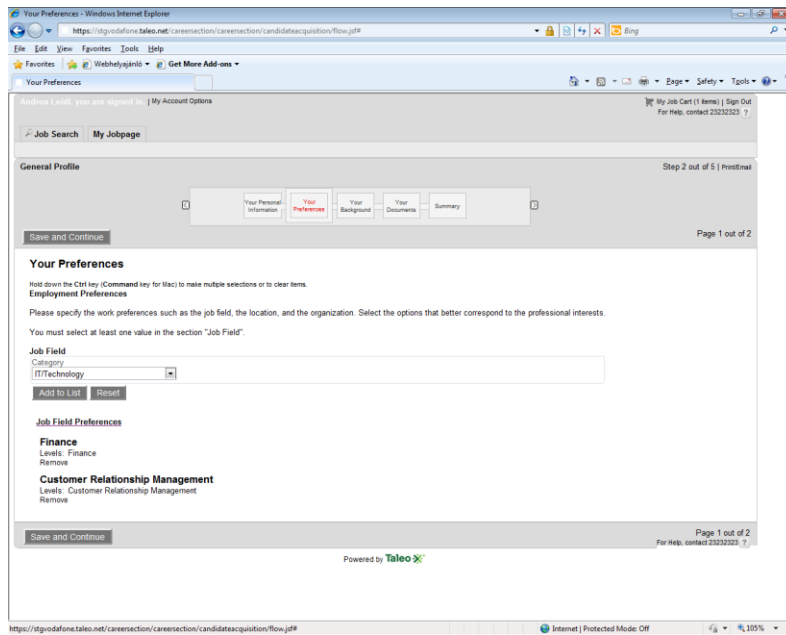 Your Preferences - Windows Internet Explorer
https://stgvodafone.taleo.net/careersection/careersection/candidateacquisition/flow.jsf#
Bing
File Edit View Favorites Tools Help
Favorites Webhelyajánló Get More Add-ons
Your Preferences
Page Safety Tools
Andrea Leidl, you are signed in. | My Account Options
My Job Cart (1 items) | Sign Out
For Help, contact 23232323 ?
Job Search My Jobpage
General Profile
Step 2 out of 5 | Print/Email
Your Personal Information
Your Preferences
Your Background
Your Documents
Summary
Save and Continue
Page 1 out of 2
Your Preferences
Hold down the Ctrl key (Command key for Mac) to make multiple selections or to clear items.
Employment Preferences
Please specify the work preferences such as the job field, the location, and the organization. Select the options that better correspond to the professional interests.
You must select at least one value in the section "Job Field".
Job Field
Category
IT/Technology
Add to List Reset
Job Field Preferences
Finance
Levels: Finance
Remove
Customer Relationship Management
Levels: Customer Relationship Management
Remove
Save and Continue
Page 1 out of 2
For Help, contact 23232323 ?
Powered by Taleo
https://stgvodafone.taleo.net/careersection/careersection/candidateacquisition/flow.jsf#
Internet | Protected Mode: Off
105%